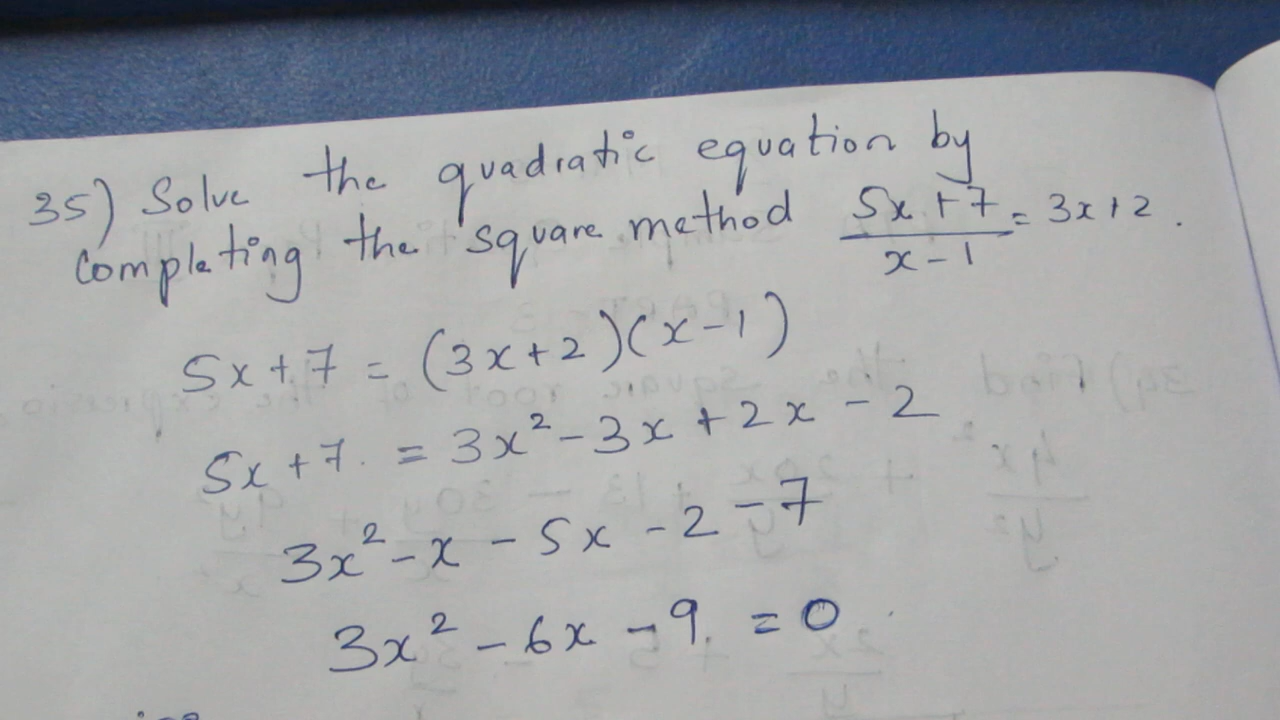 35) Solve the quadratic equation by
completing the square method (5x+7)/(x-1) = 3x+2.
5x+7 = (3x+2)(x-1)
5x+7. = 3x²-3x+2x-2
3x²-x-5x-2-7
3x²-6x-9. = 0